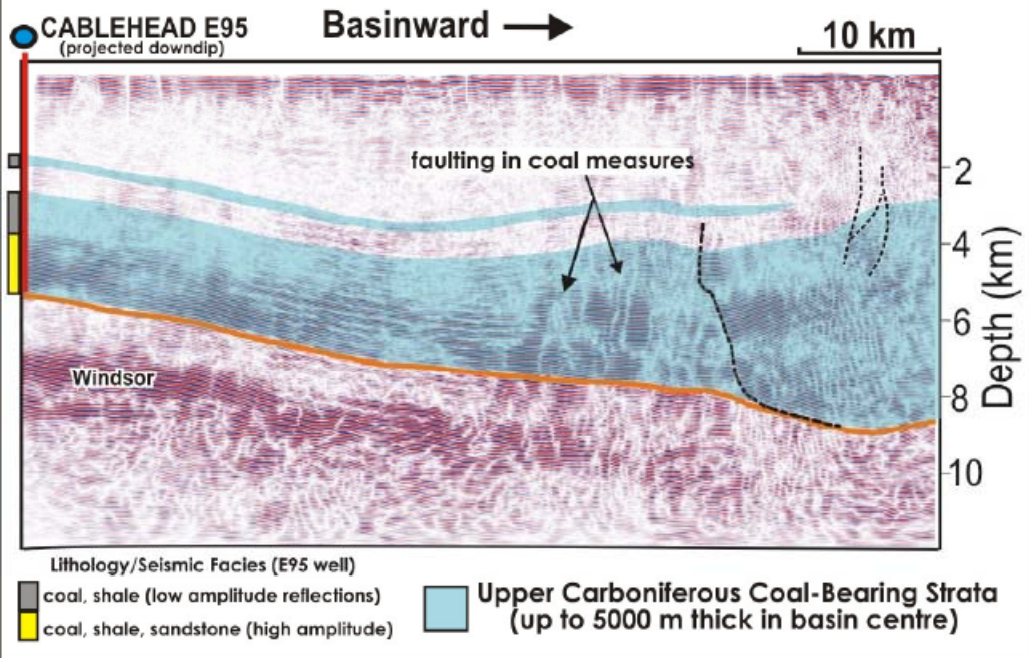 CABLEHEAD E95
(projected downdip)
Basinward
10 km
faulting in coal measures
2
4
6
8
10
Depth (km)
Windsor
Lithology/Seismic Facies (E95 well)
coal, shale (low amplitude reflections)
coal, shale, sandstone (high amplitude)
Upper Carboniferous Coal-Bearing Strata
(up to 5000 m thick in basin centre)